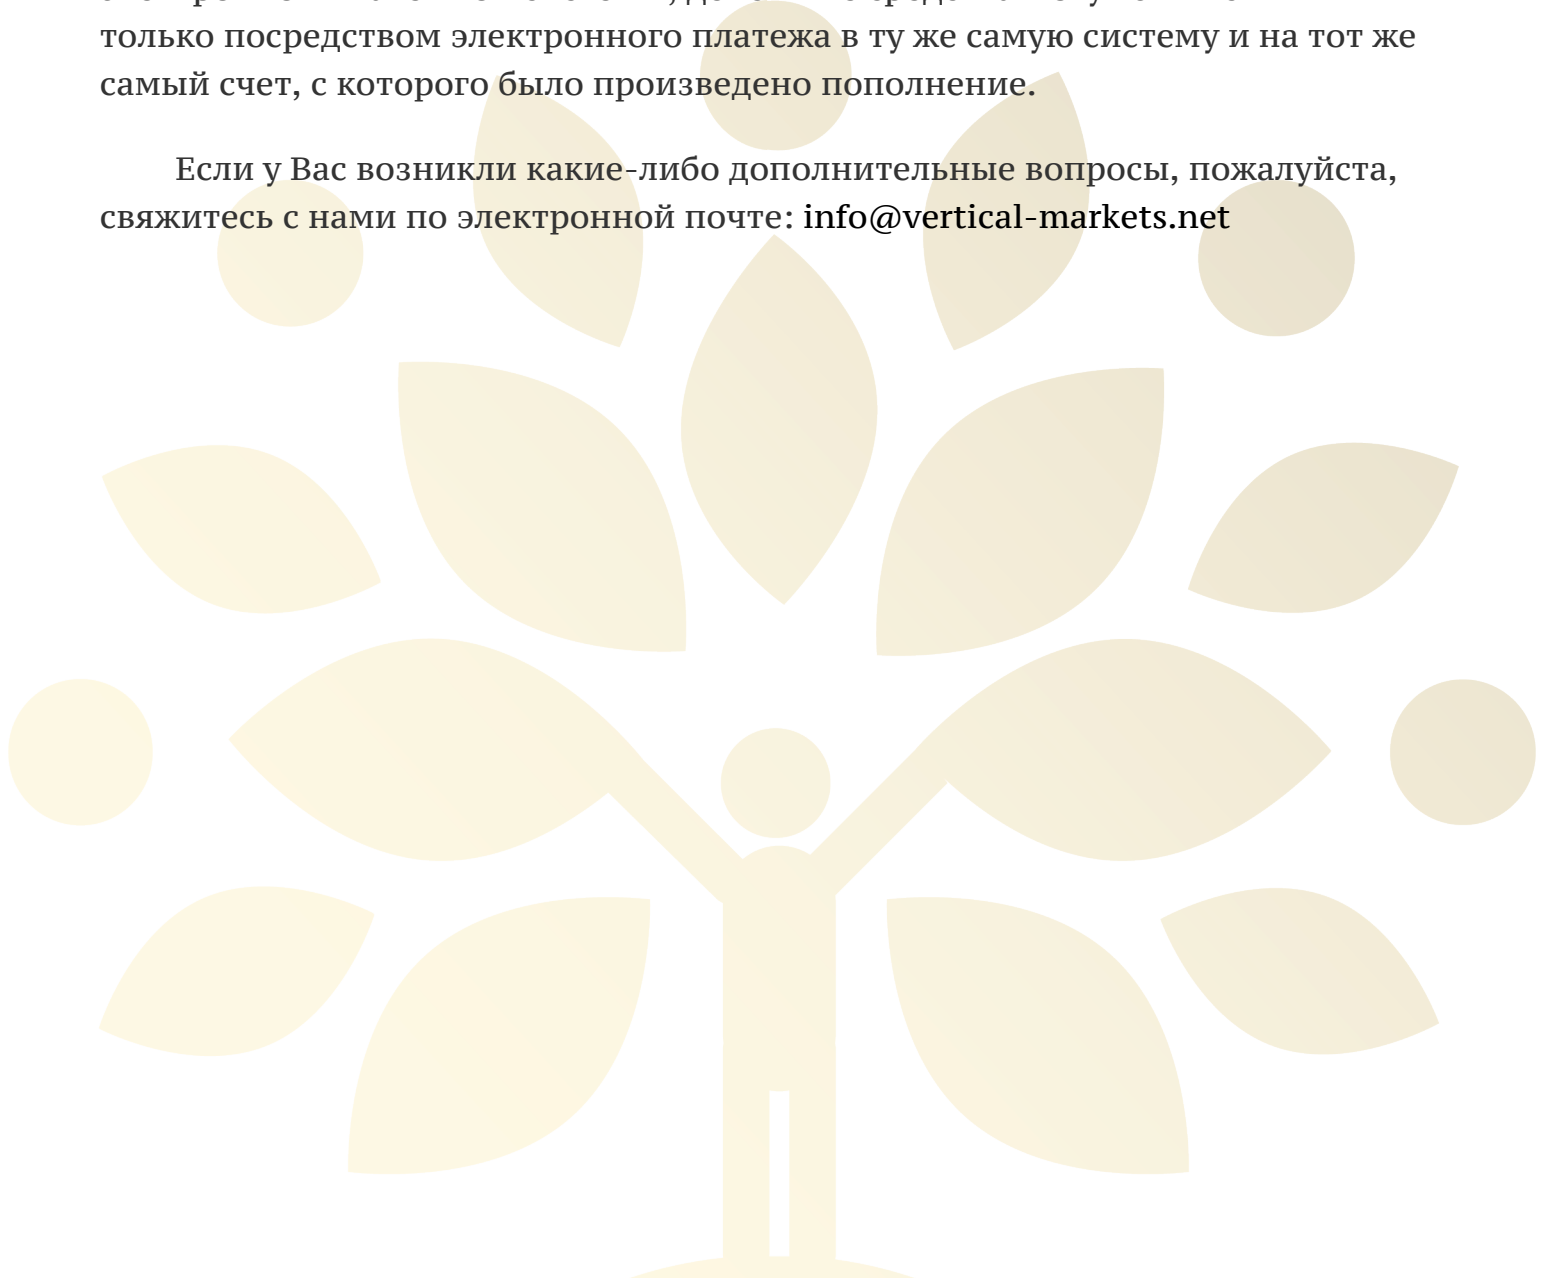 только посредством электронного платежа в ту же самую систему и на тот же
самый счет, с которого было произведено пополнение.
Если у Вас возникли какие-либо дополнительные вопросы, пожалуйста,
свяжитесь с нами по электронной почте: info@vertical-markets.net